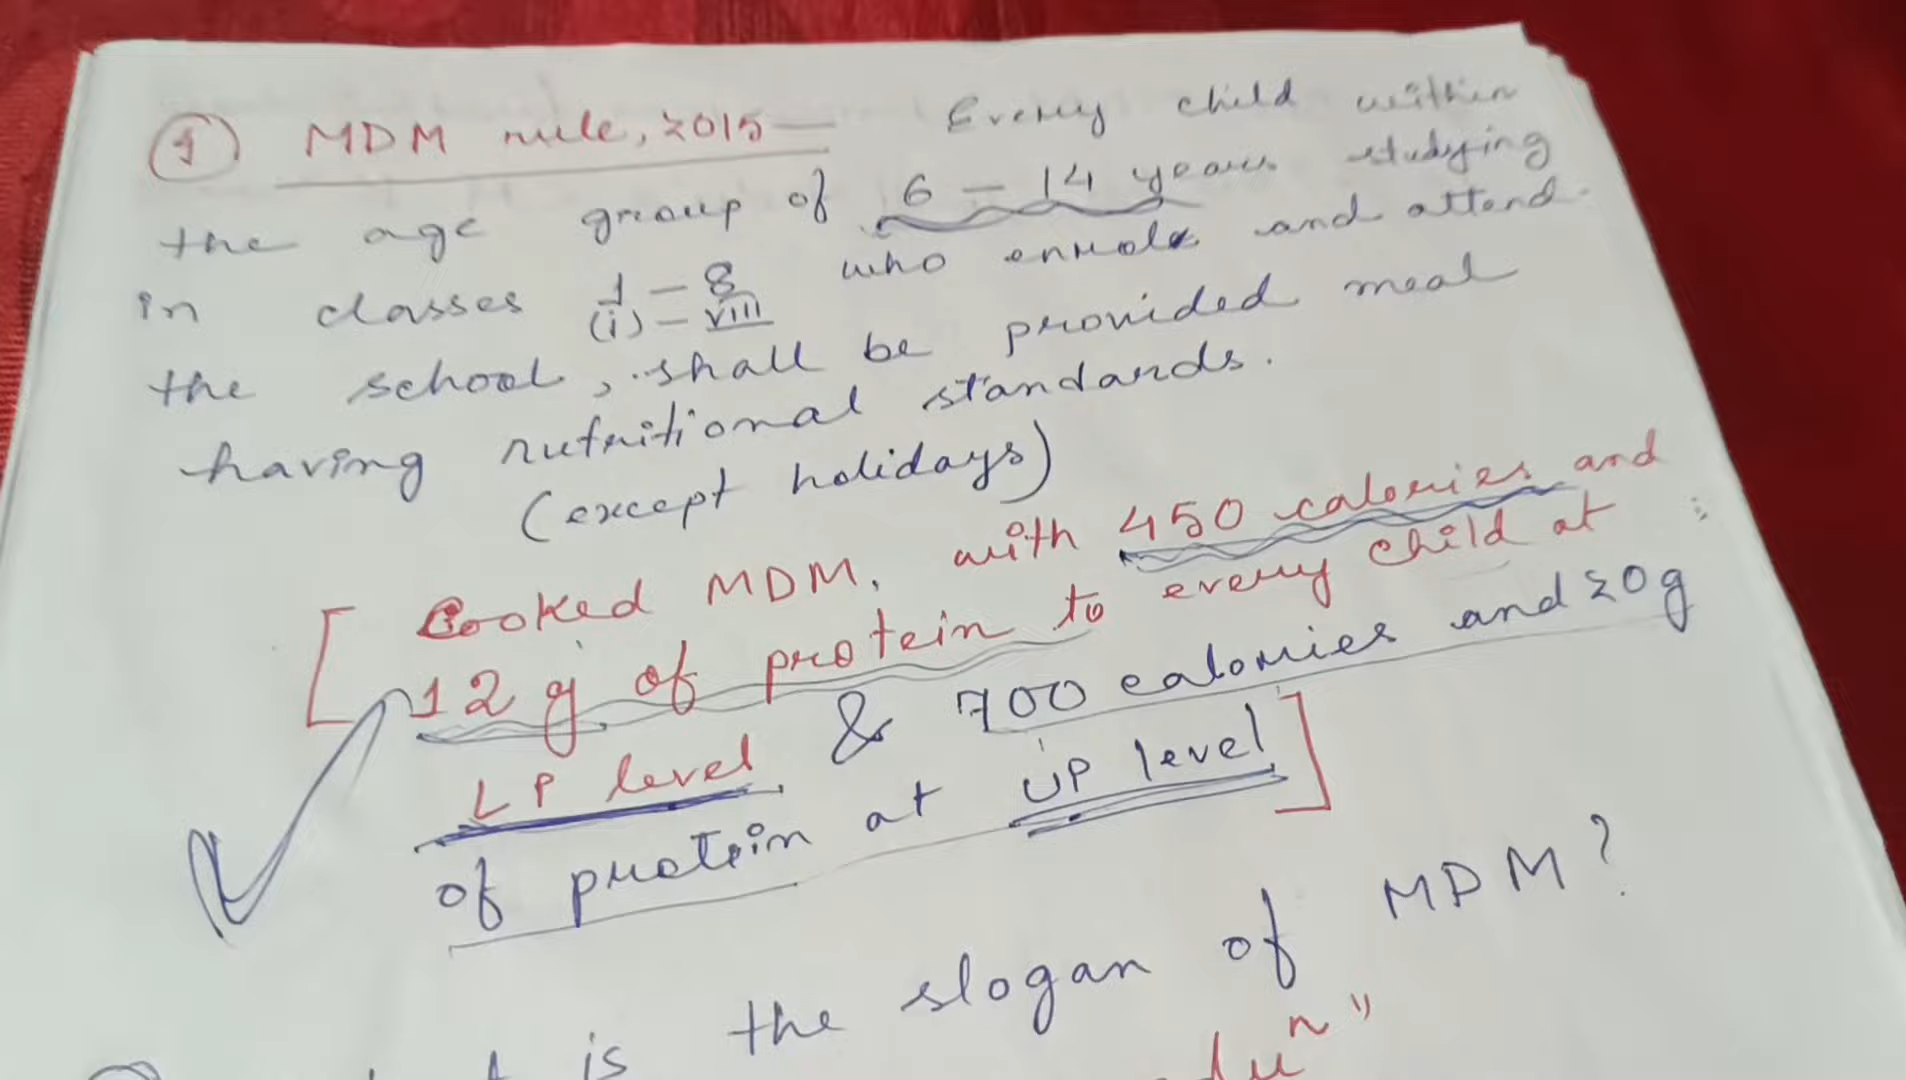 1 MDM rule, 2015 — Every child within
the age group of 6 – 14 years studying
in classes 1 – 8 who enrols and attend
(i) – viii
the school, shall be provided meal
having nutritional standards.
(except holidays)
[ Cooked MDM, with 450 calories and
12 g of protein to every child at
LP level & 700 calories and 20g
of protein at UP level ]
is the slogan of MDM?